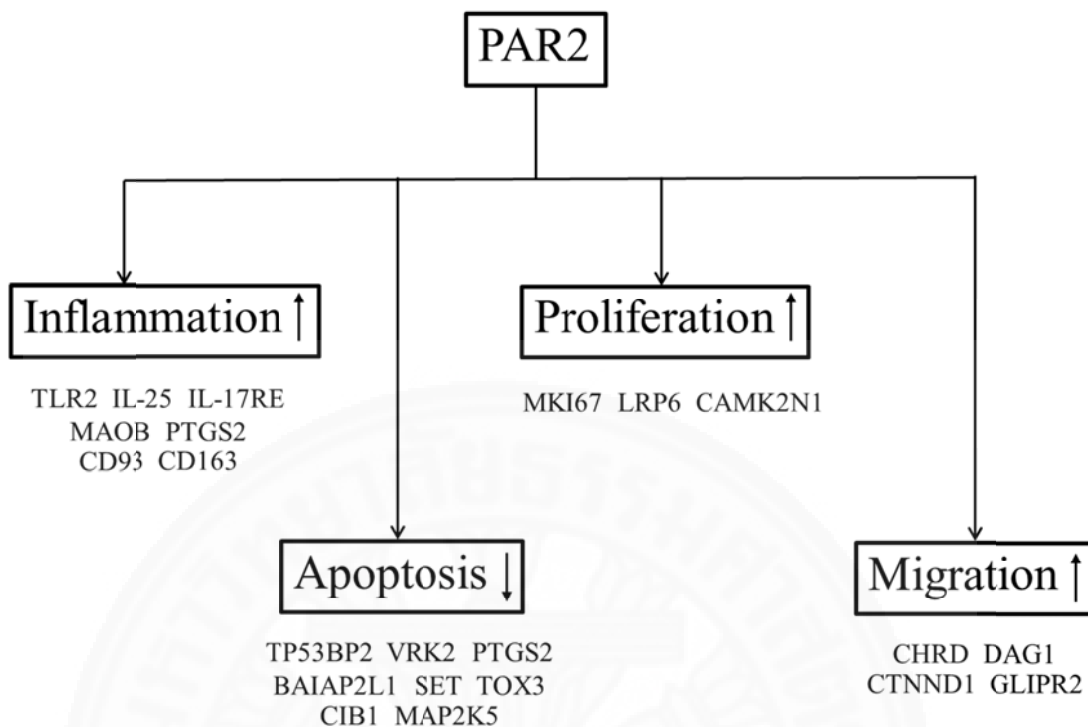 PAR2
Inflammation↑
TLR2 IL-25 IL-17RE
MAOB PTGS2
CD93 CD163
Proliferation↑
MKI67 LRP6 CAMK2N1
Apoptosis↓
TP53BP2 VRK2 PTGS2
BAIAP2L1 SET TOX3
CIB1 MAP2K5
Migration↑
CHRD DAG1
CTNND1 GLIPR2